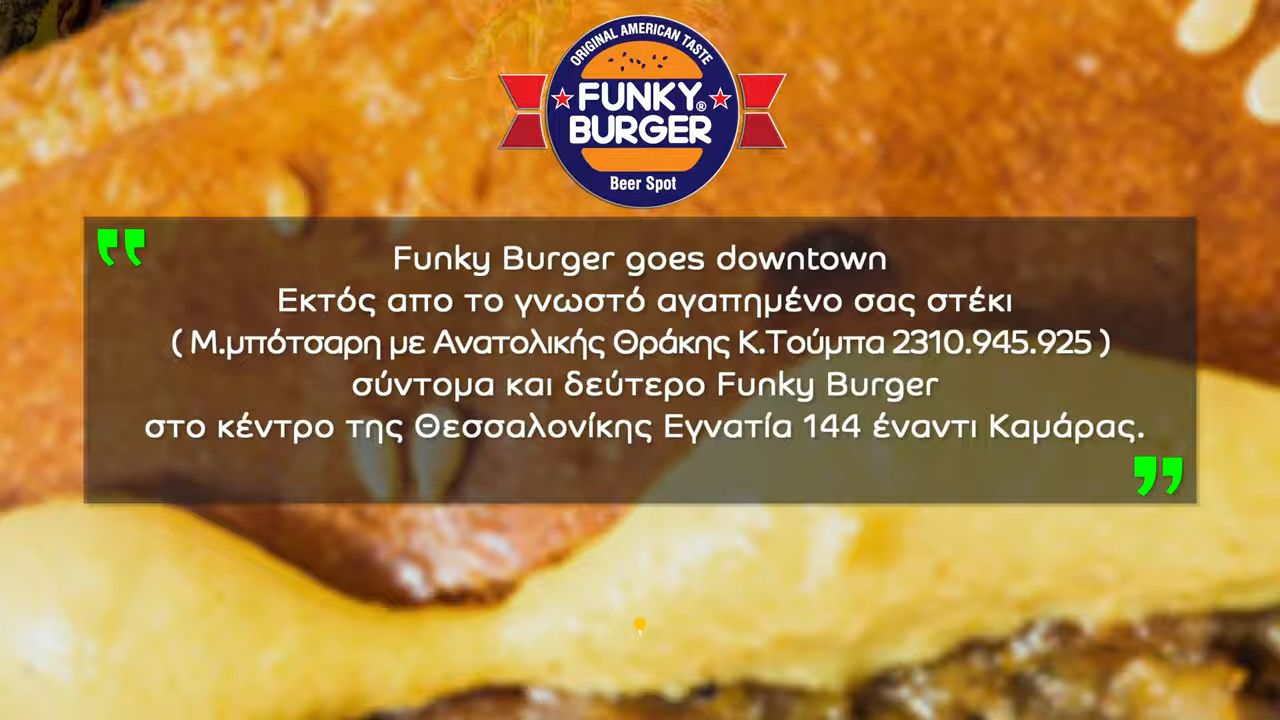 ORIGINAL AMERICAN TASTE
FUNKY®
BURGER
Beer Spot
Funky Burger goes downtown
Εκτός απο το γνωστό αγαπημένο σας στέκι
( Μ.μπότσαρη με Ανατολικής Θράκης Κ.Τούμπα 2310.945.925 )
σύντομα και δεύτερο Funky Burger
στο κέντρο της Θεσσαλονίκης Εγνατία 144 έναντι Καμάρας.